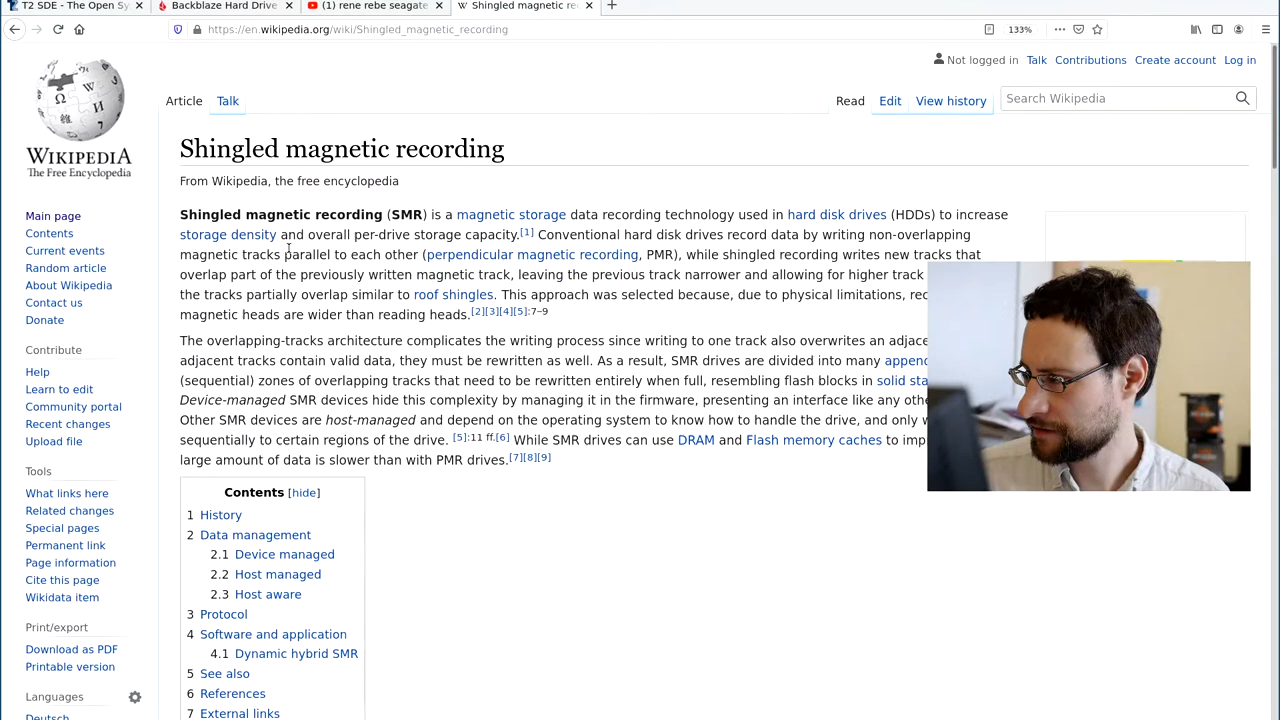 T2 SDE - The Open Sy
Backblaze Hard Drive
(1) rene rebe seagate
Shingled magnetic re
https://en.wikipedia.org/wiki/Shingled_magnetic_recording
133%
Not logged in Talk Contributions Create account Log in
Article Talk
Read Edit View history
Search Wikipedia
WIKIPEDIA
The Free Encyclopedia
Main page
Contents
Current events
Random article
About Wikipedia
Contact us
Donate
Contribute
Help
Learn to edit
Community portal
Recent changes
Upload file
Tools
What links here
Related changes
Special pages
Permanent link
Page information
Cite this page
Wikidata item
Print/export
Download as PDF
Printable version
Languages
Deutsch
Shingled magnetic recording
From Wikipedia, the free encyclopedia
Shingled magnetic recording (SMR) is a magnetic storage data recording technology used in hard disk drives (HDDs) to increase
storage density and overall per-drive storage capacity.[1] Conventional hard disk drives record data by writing non-overlapping
magnetic tracks parallel to each other (perpendicular magnetic recording, PMR), while shingled recording writes new tracks that
overlap part of the previously written magnetic track, leaving the previous track narrower and allowing for higher track
the tracks partially overlap similar to roof shingles. This approach was selected because, due to physical limitations, rec
magnetic heads are wider than reading heads.[2][3][4][5]:7–9
The overlapping-tracks architecture complicates the writing process since writing to one track also overwrites an adjace
adjacent tracks contain valid data, they must be rewritten as well. As a result, SMR drives are divided into many appen
(sequential) zones of overlapping tracks that need to be rewritten entirely when full, resembling flash blocks in solid sta
Device-managed SMR devices hide this complexity by managing it in the firmware, presenting an interface like any othe
Other SMR devices are host-managed and depend on the operating system to know how to handle the drive, and only w
sequentially to certain regions of the drive. [5]:11 ff.[6] While SMR drives can use DRAM and Flash memory caches to imp
large amount of data is slower than with PMR drives.[7][8][9]
Contents [hide]
1 History
2 Data management
2.1 Device managed
2.2 Host managed
2.3 Host aware
3 Protocol
4 Software and application
4.1 Dynamic hybrid SMR
5 See also
6 References
7 External links